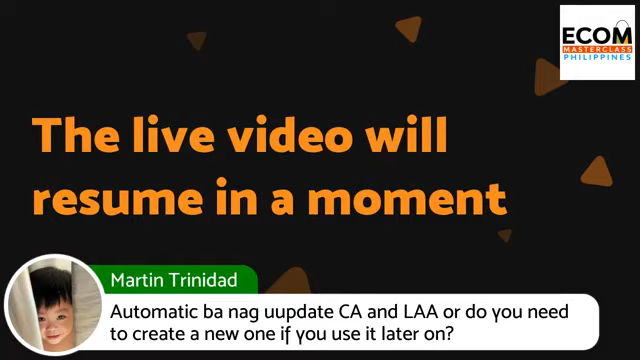 ECOM
MASTERCLASS
PHILIPPINES
The live video will
resume in a moment
Martin Trinidad
Automatic ba nag uupdate CA and LAA or do you need
to create a new one if you use it later on?